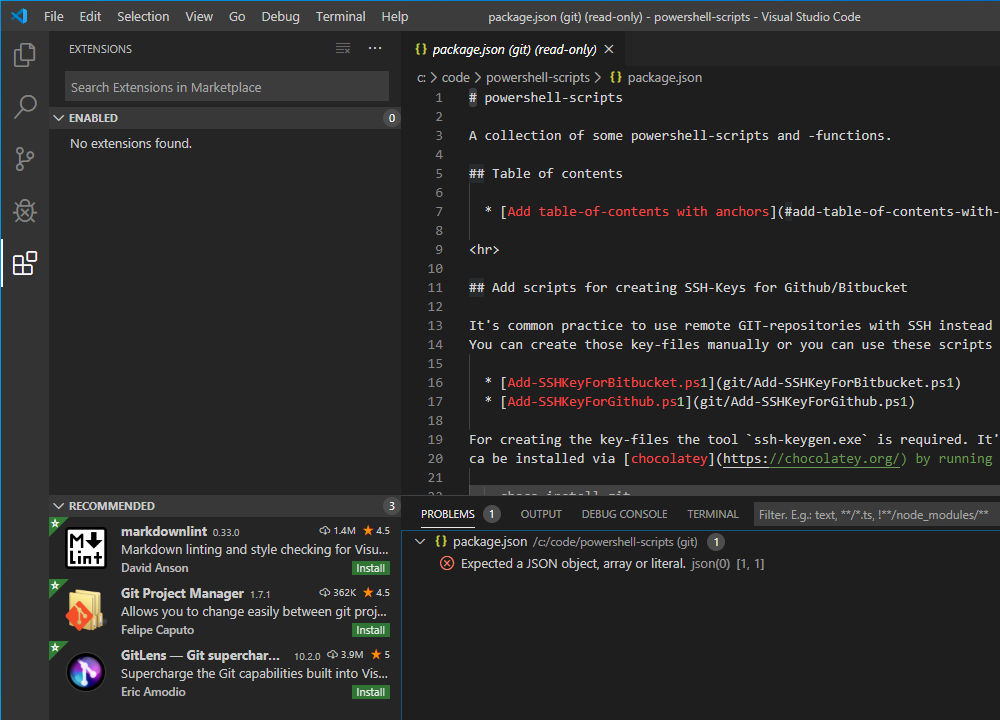 File Edit Selection View Go Debug Terminal Help package.json (git) (read-only) - powershell-scripts - Visual Studio Code
EXTENSIONS
Search Extensions in Marketplace
ENABLED 0
No extensions found.
RECOMMENDED 3
markdownlint 0.33.0 1.4M 4.5
Markdown linting and style checking for Visu...
David Anson Install
Git Project Manager 1.7.1 362K 4.5
Allows you to change easily between git proj...
Felipe Caputo Install
GitLens — Git superchar... 10.2.0 3.9M 5
Supercharge the Git capabilities built into Vis...
Eric Amodio Install
{} package.json (git) (read-only)
c: > code > powershell-scripts > {} package.json
1 # powershell-scripts
2
3 A collection of some powershell-scripts and -functions.
4
5 ## Table of contents
6
7 * [Add table-of-contents with anchors](#add-table-of-contents-with-
8
9 <hr>
10
11 ## Add scripts for creating SSH-Keys for Github/Bitbucket
12
13 It's common practice to use remote GIT-repositories with SSH instead
14 You can create those key-files manually or you can use these scripts
15
16 * [Add-SSHKeyForBitbucket.ps1](git/Add-SSHKeyForBitbucket.ps1)
17 * [Add-SSHKeyForGithub.ps1](git/Add-SSHKeyForGithub.ps1)
18
19 For creating the key-files the tool `ssh-keygen.exe` is required. It'
20 ca be installed via [chocolatey](https://chocolatey.org/) by running
21
22 choco install git
PROBLEMS 1 OUTPUT DEBUG CONSOLE TERMINAL Filter. E.g.: text, **/*.ts, !**/node_modules/**
{} package.json /c:/code/powershell-scripts (git) 1
Expected a JSON object, array or literal. json(0) [1, 1]